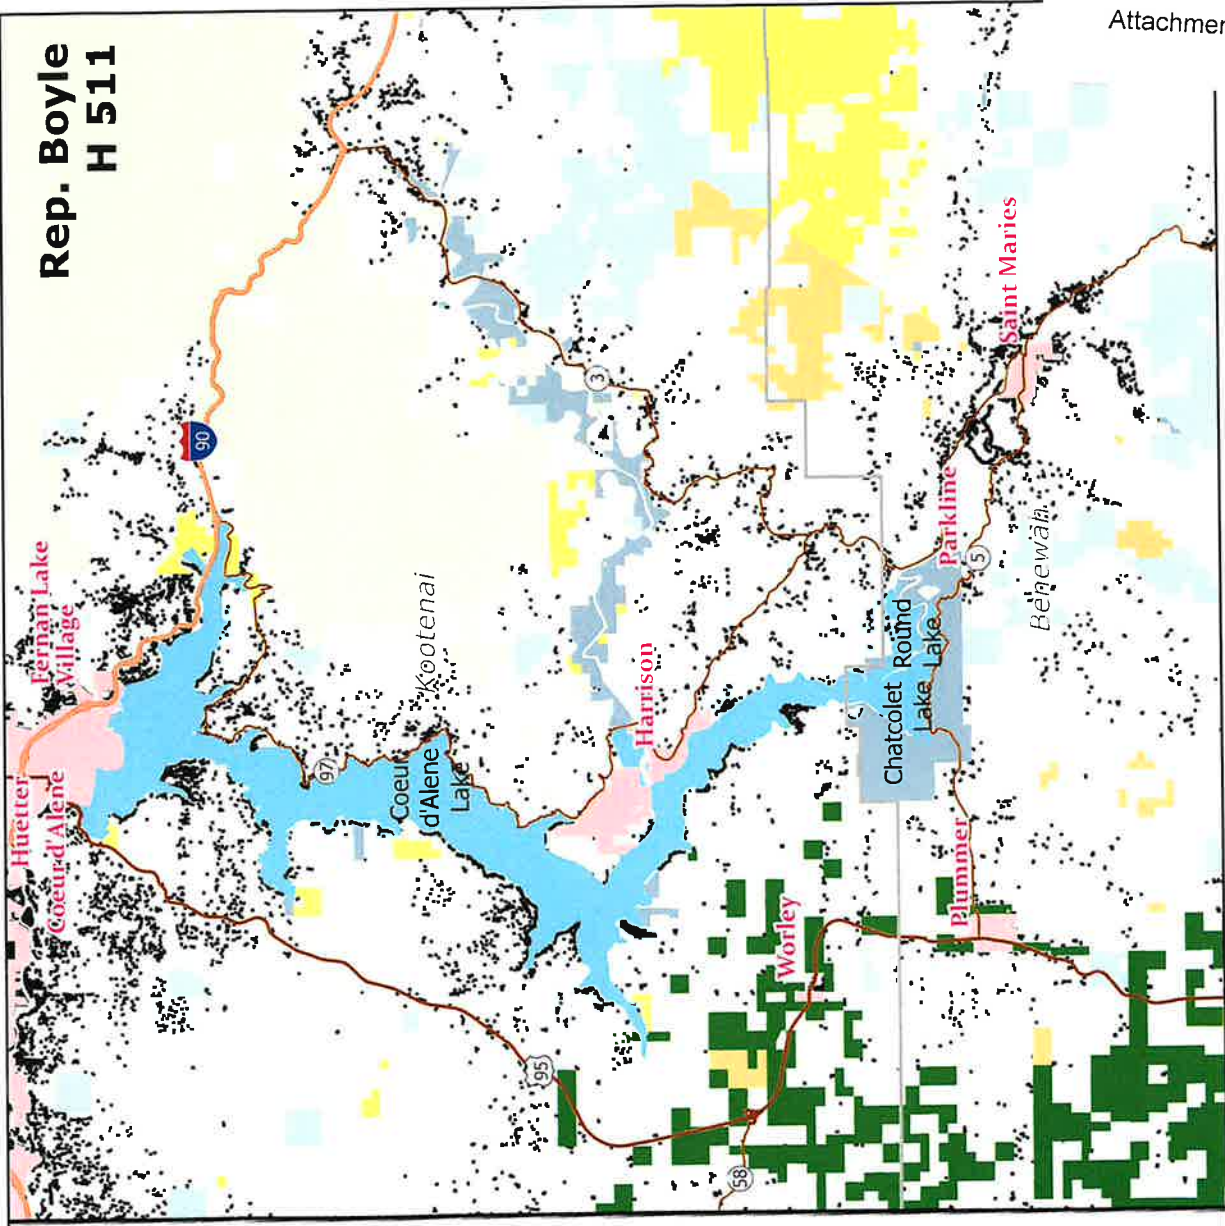 Attachmen
Rep. Boyle
H 511
Huetter
Coeur d'Alene
Fernan Lake
Village
90
97
Coeur
d'Alene
Lake
Kootenai
3
Harrison
95
58
Worley
Plummer
Chatcolet
Lake
Round
Lake
Parkline
5
Benewah
Saint Maries